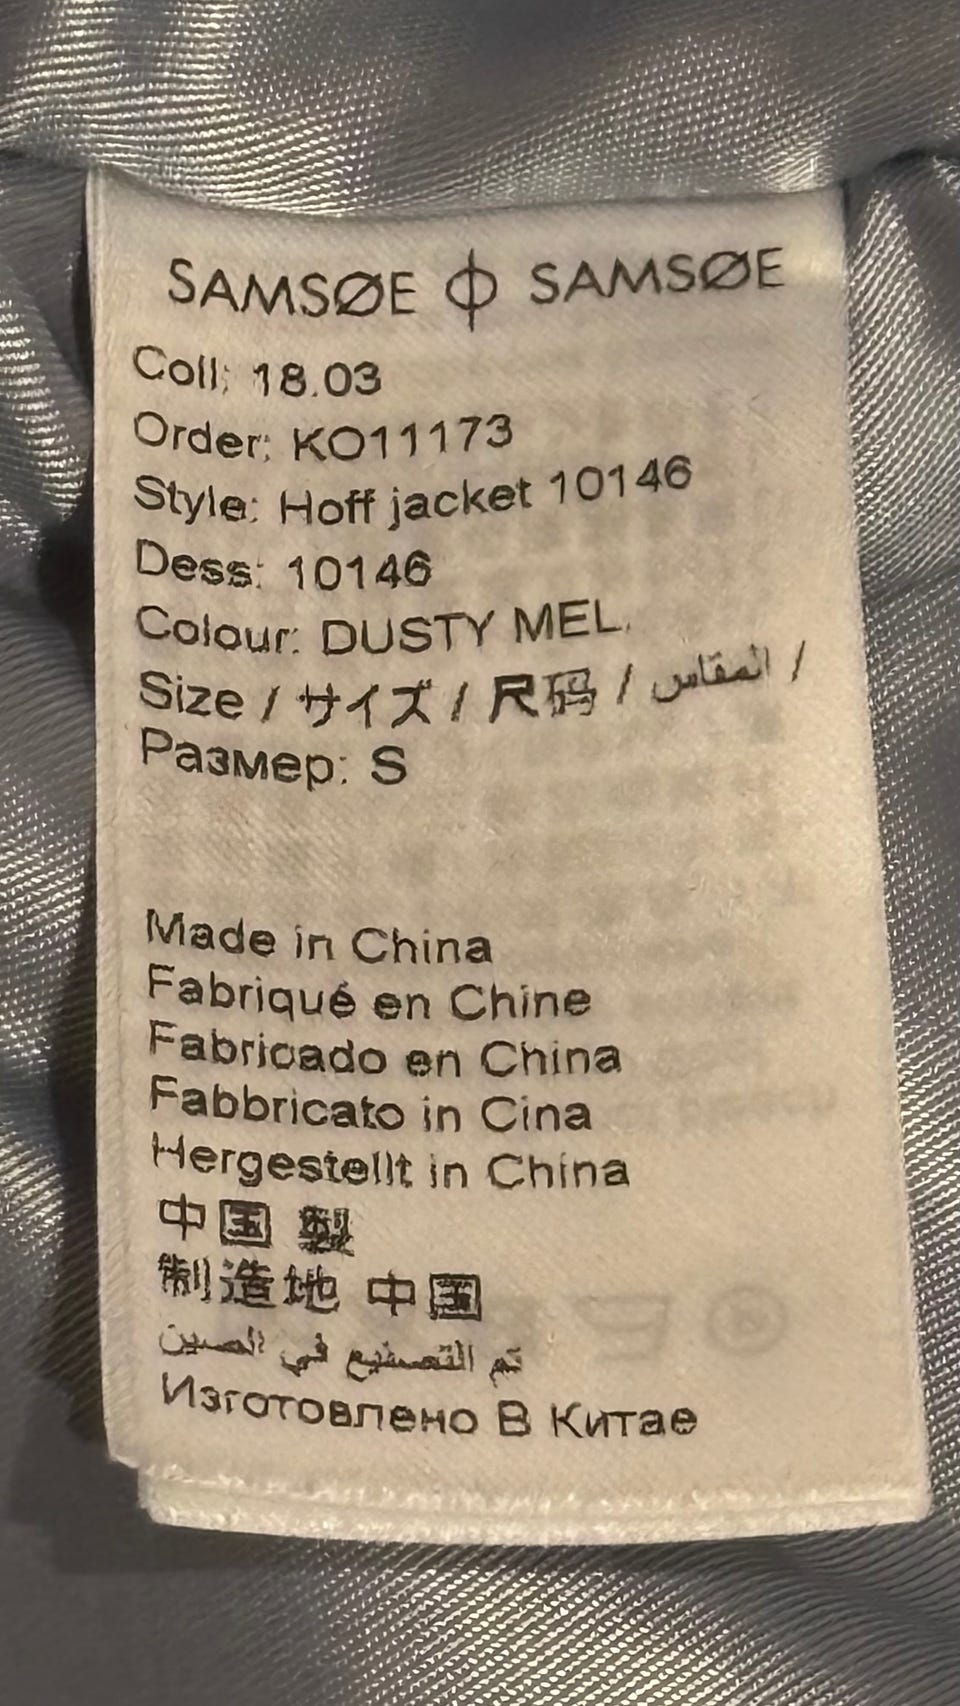 SAMSØE ϕ SAMSØE
Coll: 18.03
Order: KO11173
Style: Hoff jacket 10146
Dess: 10146
Colour: DUSTY MEL.
Size / サイズ / 尺码 / المقاس /
Размер: S
Made in China
Fabriqué en Chine
Fabricado en China
Fabbricato in Cina
Hergestellt in China
中国 製
制造地 中国
تم التصنيع في الصين
Изготовлено В Китае